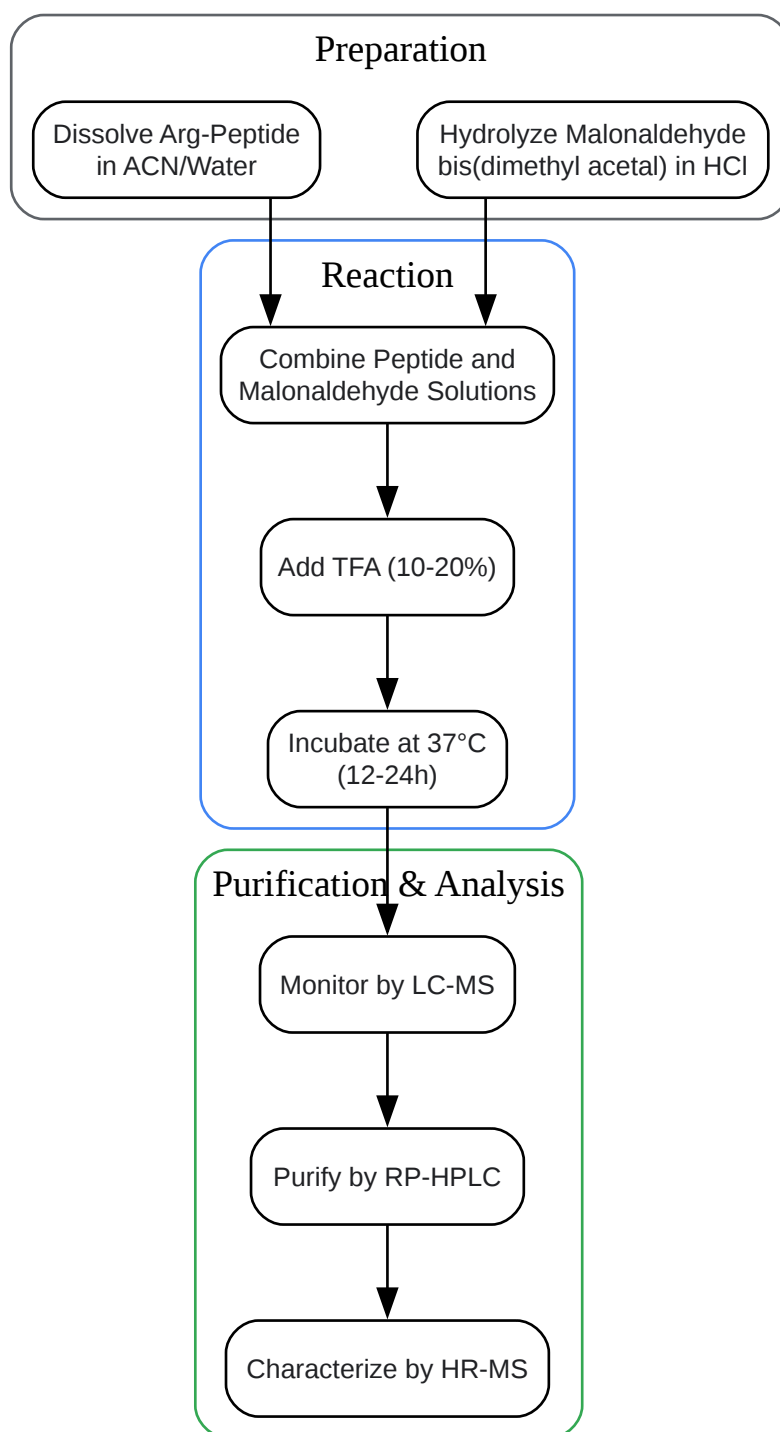 Preparation
Dissolve Arg-Peptide
in ACN/Water
Hydrolyze Malonaldehyde
bis(dimethyl acetal) in HCl
Reaction
Combine Peptide and
Malonaldehyde Solutions
Add TFA (10-20%)
Incubate at 37°C
(12-24h)
Purification & Analysis
Monitor by LC-MS
Purify by RP-HPLC
Characterize by HR-MS